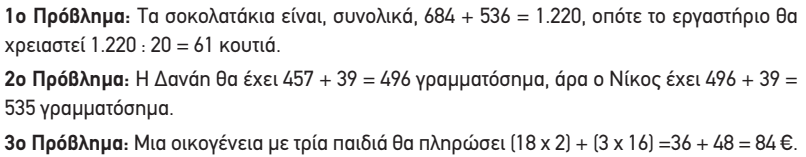 1ο Πρόβλημα: Τα σοκολατάκια είναι, συνολικά, 684 + 536 = 1.220, οπότε το εργαστήριο θα
χρειαστεί 1.220 : 20 = 61 κουτιά.
2ο Πρόβλημα: Η Δανάη θα έχει 457 + 39 = 496 γραμματόσημα, άρα ο Νίκος έχει 496 + 39 =
535 γραμματόσημα.
3ο Πρόβλημα: Μια οικογένεια με τρία παιδιά θα πληρώσει (18 x 2) + (3 x 16) =36 + 48 = 84 €.